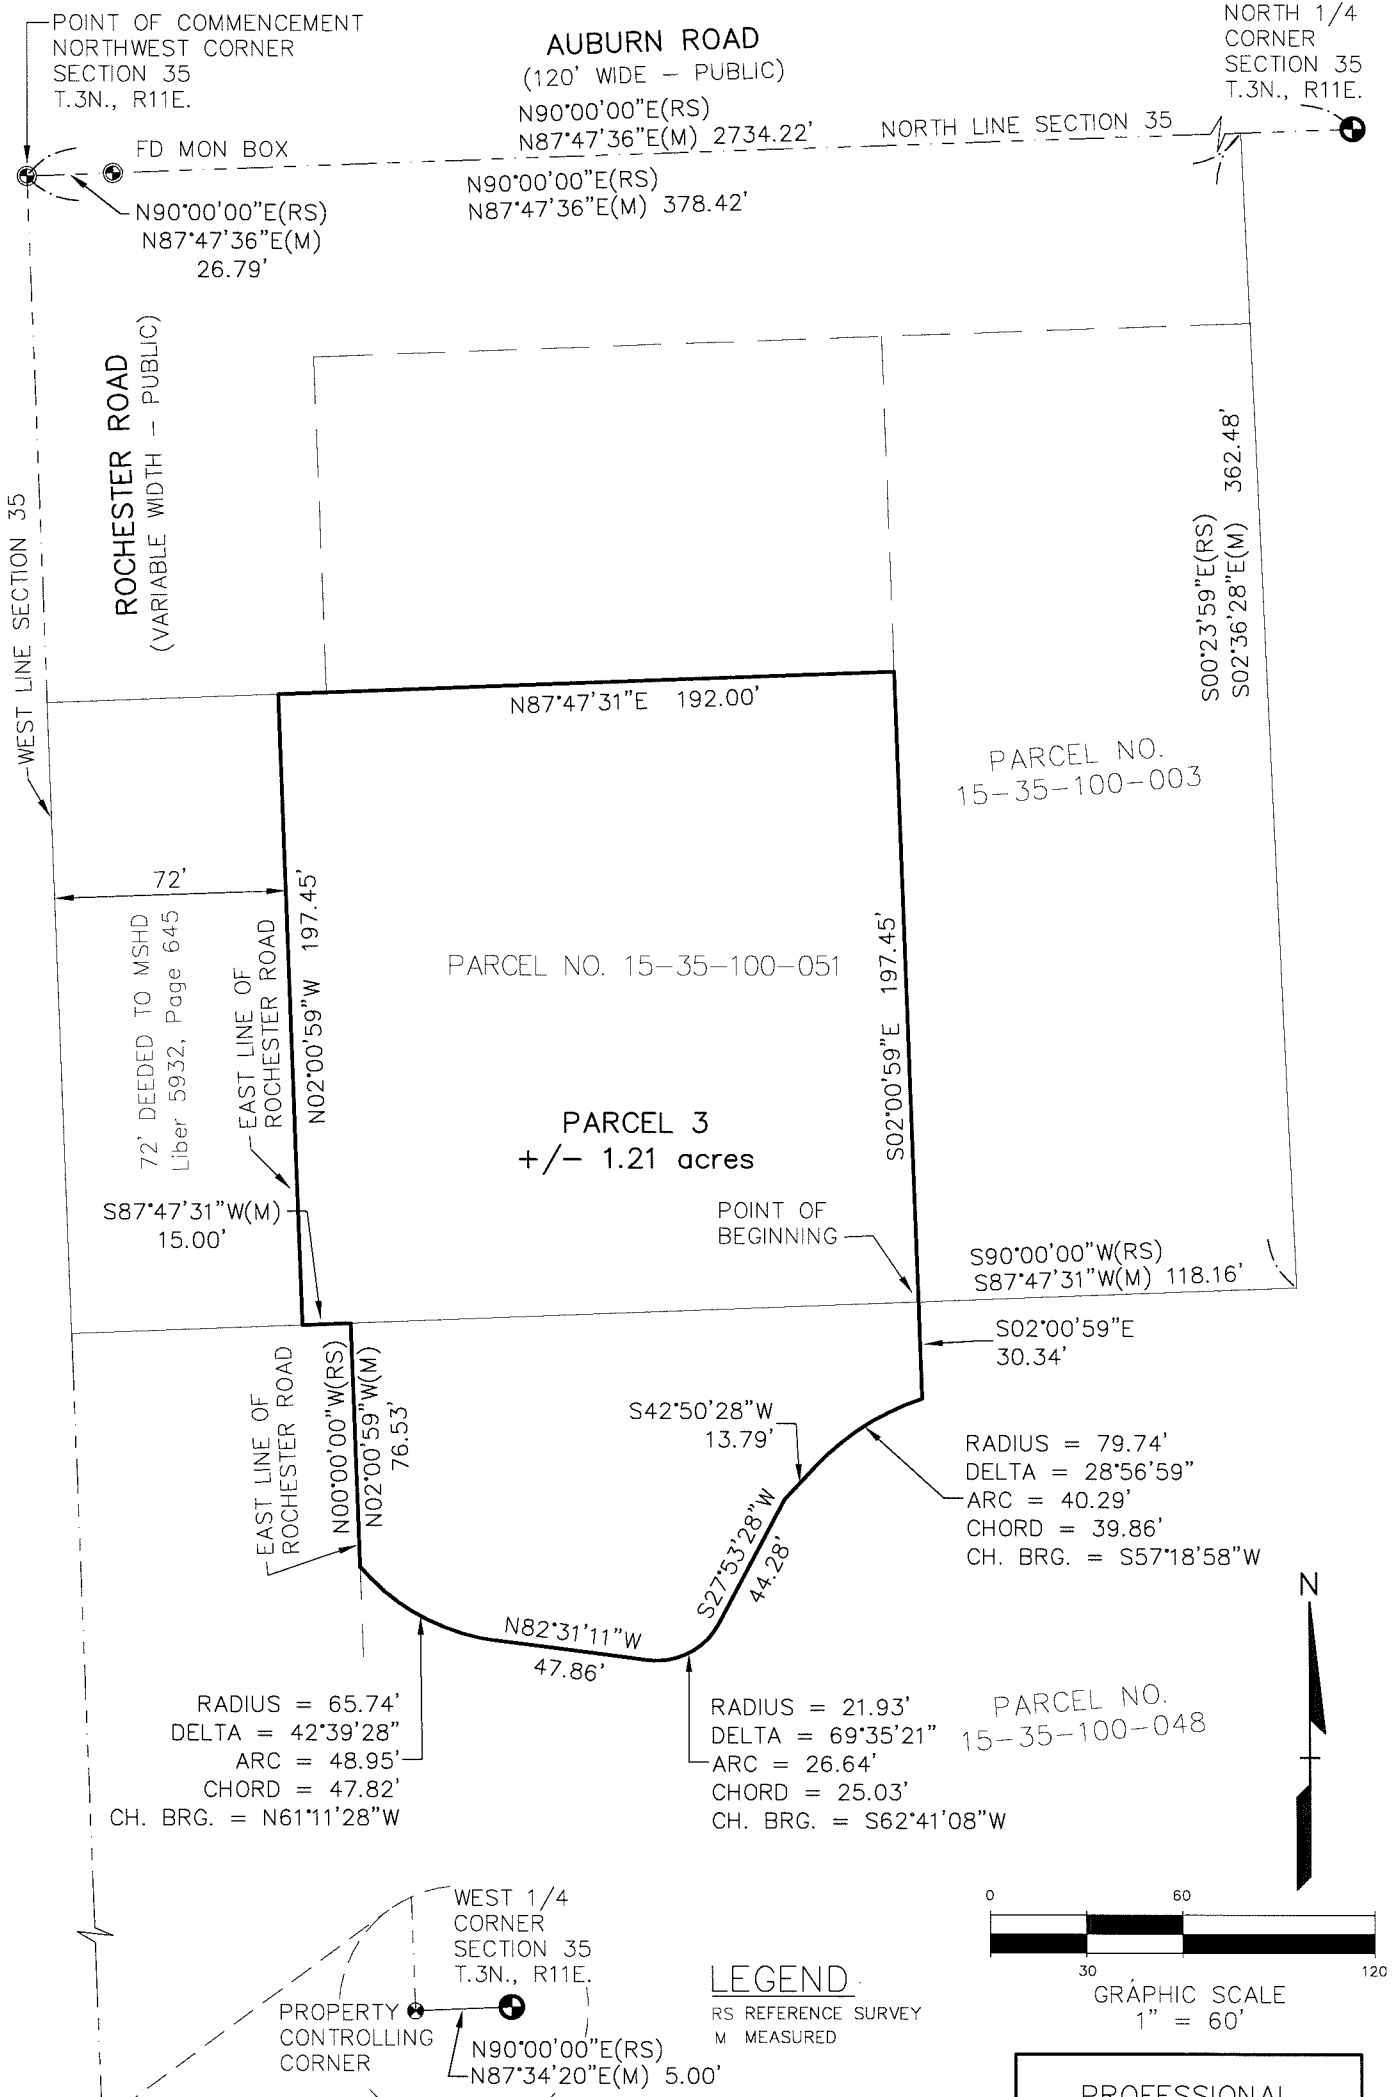 POINT OF COMMENCEMENT
NORTHWEST CORNER
SECTION 35
T.3N., R11E.
AUBURN ROAD
(120' WIDE – PUBLIC)
N90°00'00"E(RS)
N87°47'36"E(M) 2734.22'
NORTH LINE SECTION 35
NORTH 1/4
CORNER
SECTION 35
T.3N., R11E.
FD MON BOX
N90°00'00"E(RS)
N87°47'36"E(M) 378.42'
N90°00'00"E(RS)
N87°47'36"E(M)
26.79'
ROCHESTER ROAD
(VARIABLE WIDTH – PUBLIC)
WEST LINE SECTION 35
S00°23'59"E(RS)
S02°36'28"E(M) 362.48'
N87°47'31"E 192.00'
PARCEL NO.
15-35-100-003
72'
72' DEEDED TO MSHD
Liber 5932, Page 645
EAST LINE OF
ROCHESTER ROAD
N02°00'59"W 197.45'
PARCEL NO. 15-35-100-051
S02°00'59"E 197.45'
PARCEL 3
+/- 1.21 acres
S87°47'31"W(M)
15.00'
POINT OF
BEGINNING
S90°00'00"W(RS)
S87°47'31"W(M) 118.16'
S02°00'59"E
30.34'
EAST LINE OF
ROCHESTER ROAD
N00°00'00"W(RS)
N02°00'59"W(M)
76.53'
S42°50'28"W
13.79'
RADIUS = 79.74'
DELTA = 28°56'59"
ARC = 40.29'
CHORD = 39.86'
CH. BRG. = S57°18'58"W
S27°53'28"W
44.28'
N82°31'11"W
47.86'
N
RADIUS = 65.74'
DELTA = 42°39'28"
ARC = 48.95'
CHORD = 47.82'
CH. BRG. = N61°11'28"W
RADIUS = 21.93'
DELTA = 69°35'21"
ARC = 26.64'
CHORD = 25.03'
CH. BRG. = S62°41'08"W
PARCEL NO.
15-35-100-048
WEST 1/4
CORNER
SECTION 35
T.3N., R11E.
PROPERTY
CONTROLLING
CORNER
N90°00'00"E(RS)
N87°34'20"E(M) 5.00'
LEGEND
RS REFERENCE SURVEY
M MEASURED
0 60
30 120
GRAPHIC SCALE
1" = 60'
PROFESSIONAL